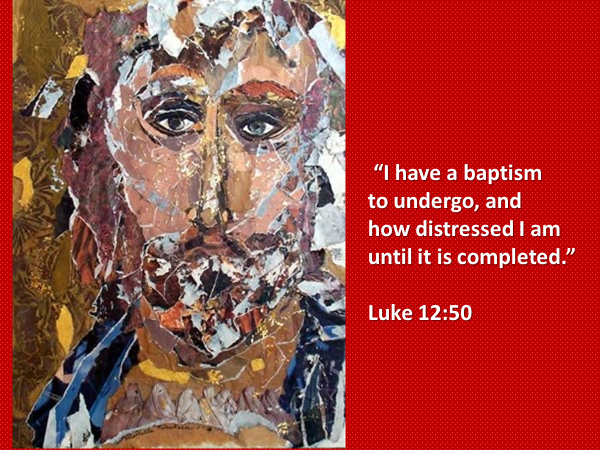 “I have a baptism
to undergo, and
how distressed I am
until it is completed.”
Luke 12:50